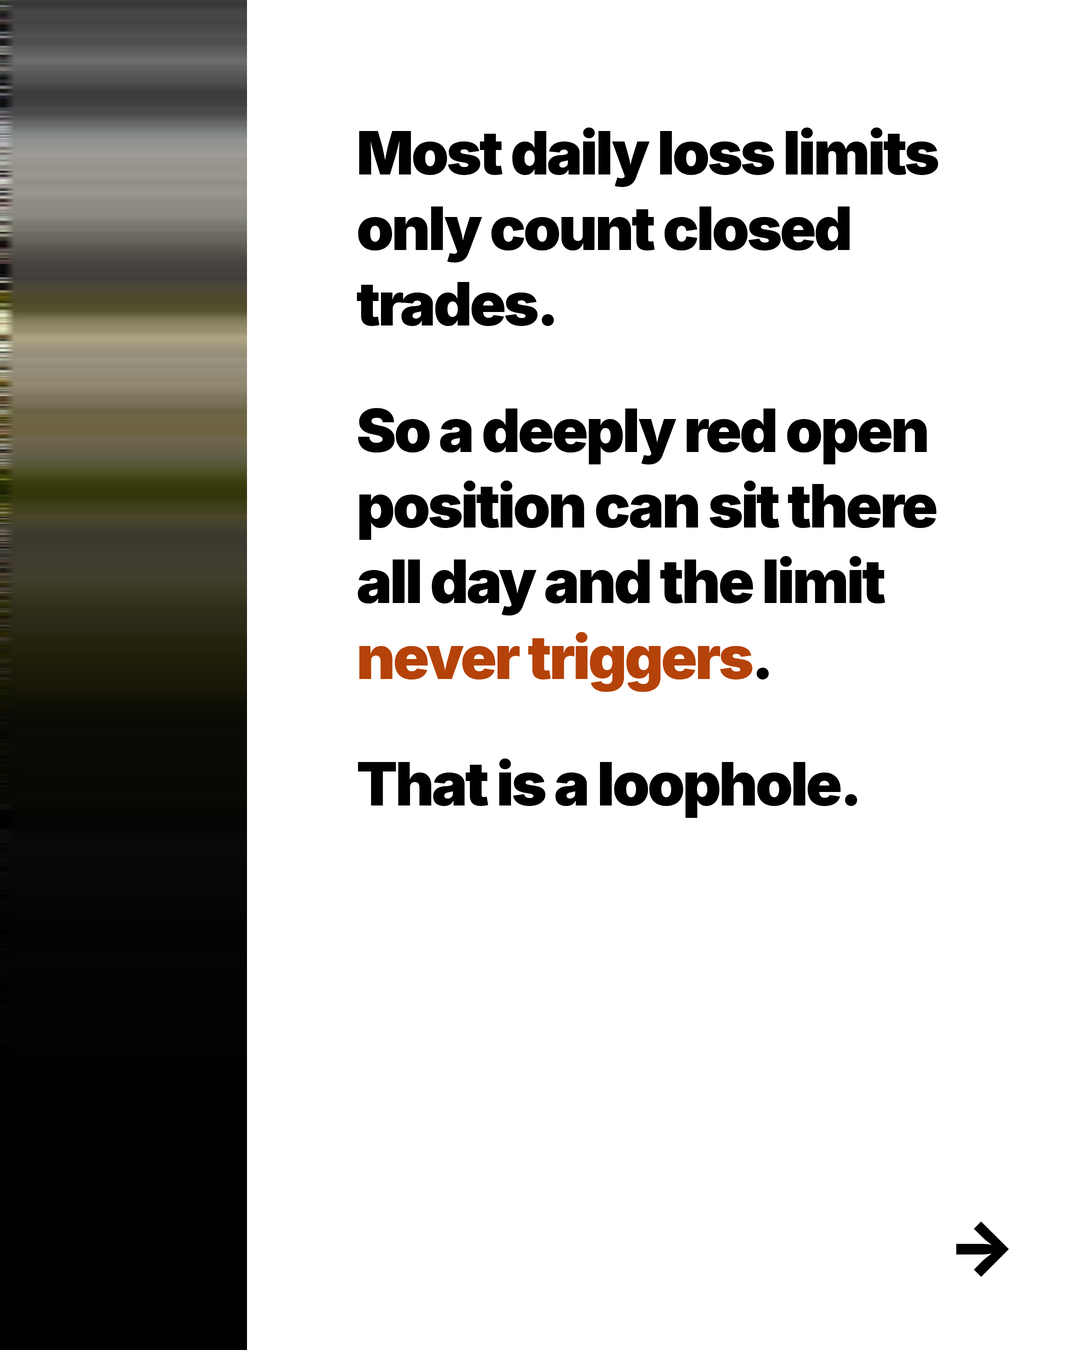 Most daily loss limits
only count closed
trades.
So a deeply red open
position can sit there
all day and the limit
never triggers.
That is a loophole.